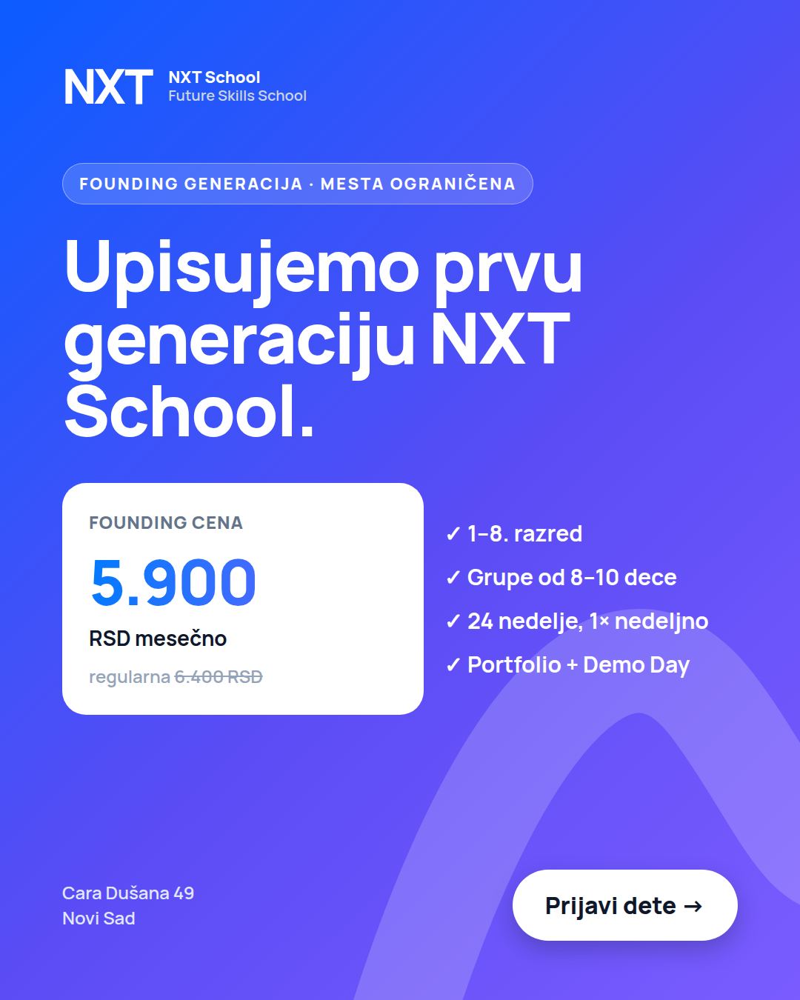 NXT
NXT School
Future Skills School
FOUNDING GENERACIJA · MESTA OGRANIČENA
Upisujemo prvu
generaciju NXT
School.
FOUNDING CENA
5.900
RSD mesečno
regularna 6.400 RSD
✓ 1–8. razred
✓ Grupe od 8–10 dece
✓ 24 nedelje, 1× nedeljno
✓ Portfolio + Demo Day
Cara Dušana 49
Novi Sad
Prijavi dete →